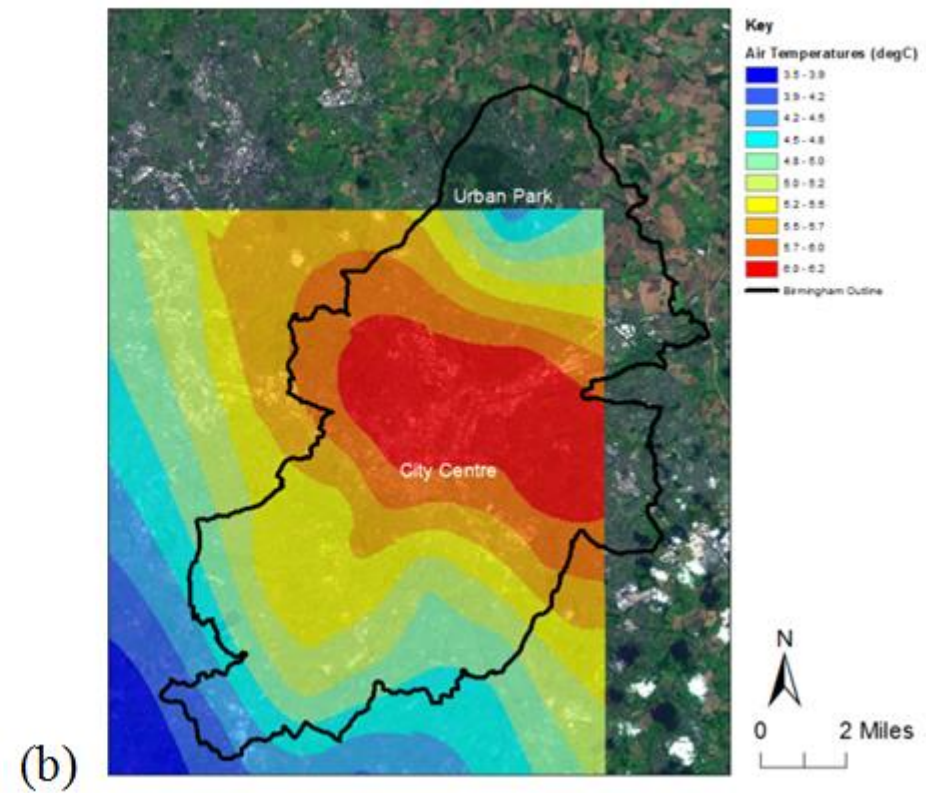 Key
Air Temperatures (degC)
3.5 - 3.9
3.9 - 4.2
4.2 - 4.5
4.5 - 4.8
4.8 - 5.0
5.0 - 5.2
5.2 - 5.5
5.5 - 5.7
5.7 - 6.0
6.0 - 6.2
Birmingham Outline
Urban Park
City Centre
N
0 2 Miles
(b)